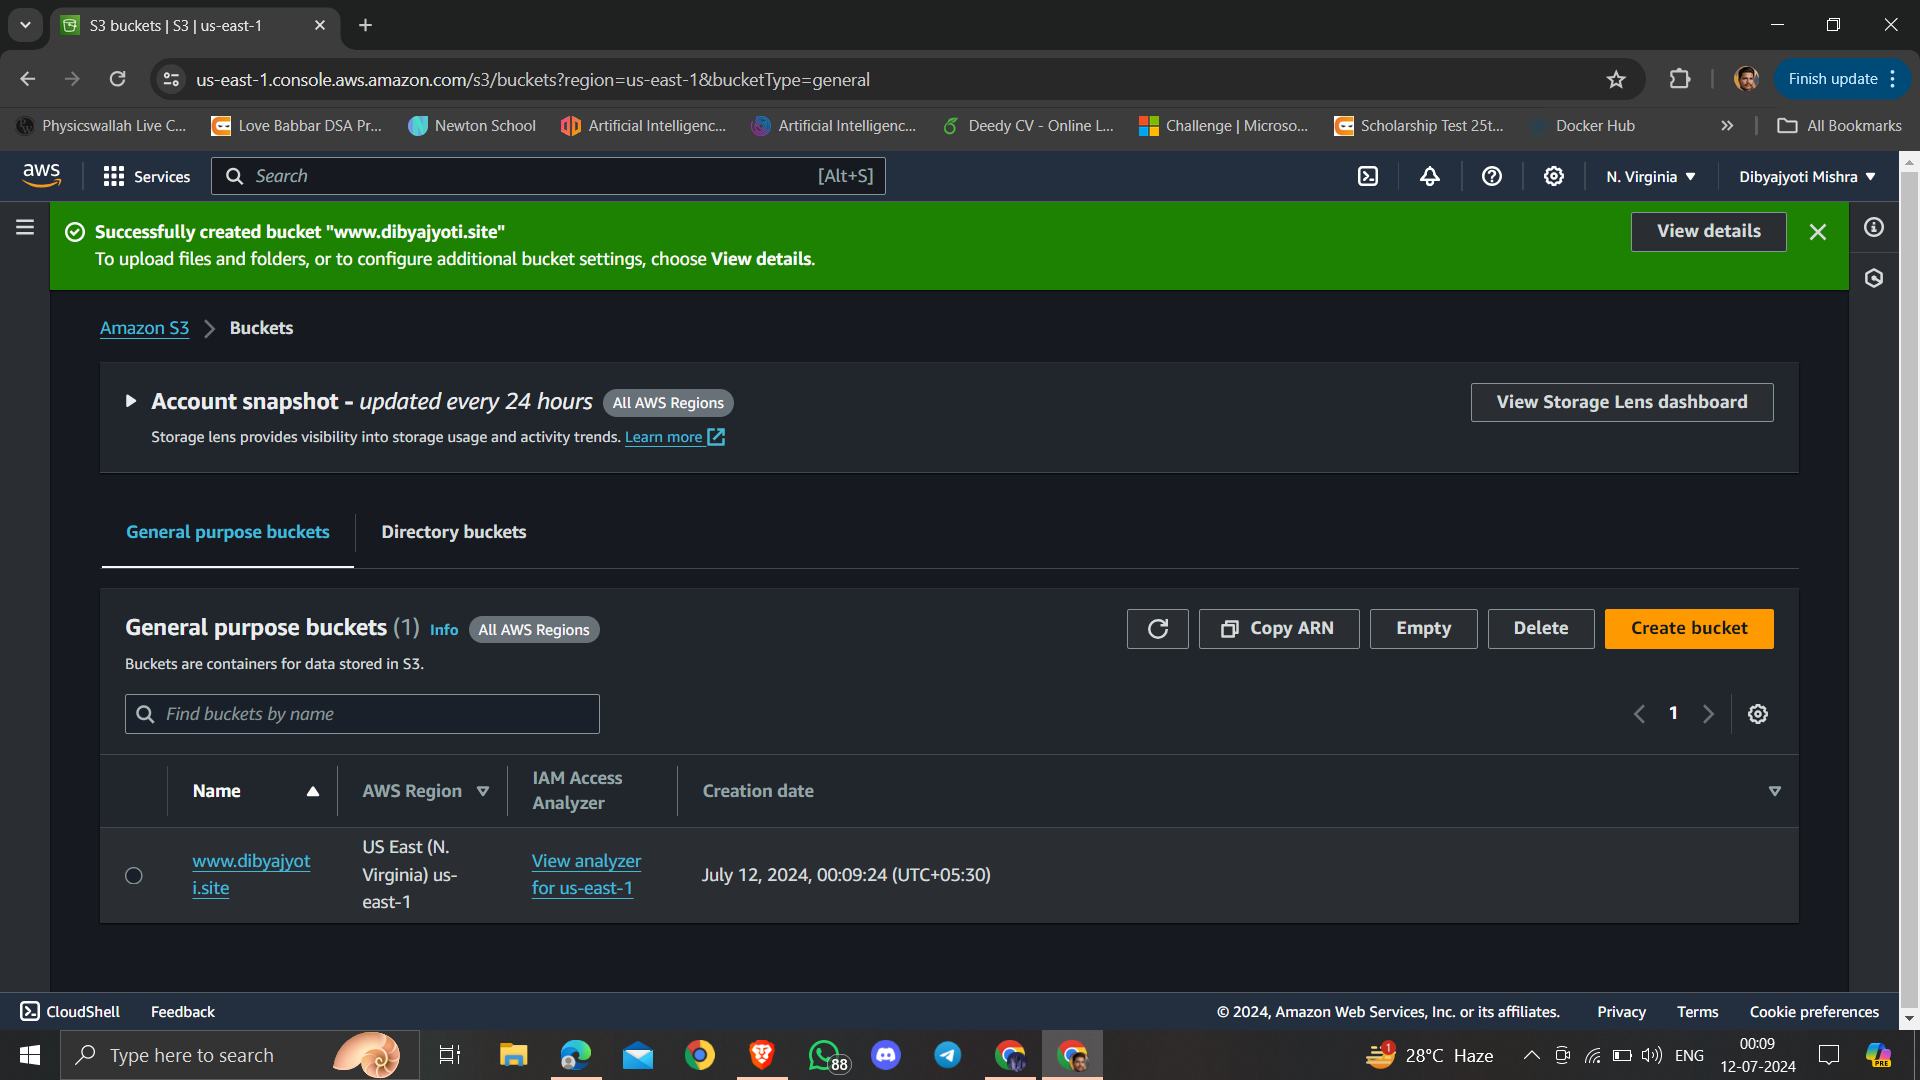 S3 buckets | S3 | us-east-1
us-east-1.console.aws.amazon.com/s3/buckets?region=us-east-1&bucketType=general
Finish update
Physicswallah Live C...
Love Babbar DSA Pr...
Newton School
Artificial Intelligenc...
Artificial Intelligenc...
Deedy CV - Online L...
Challenge | Microso...
Scholarship Test 25t...
Docker Hub
All Bookmarks
aws
Services
Search
[Alt+S]
N. Virginia
Dibyajyoti Mishra
Successfully created bucket "www.dibyajyoti.site"
To upload files and folders, or to configure additional bucket settings, choose View details.
View details
Amazon S3
Buckets
Account snapshot - updated every 24 hours
All AWS Regions
Storage lens provides visibility into storage usage and activity trends. Learn more
View Storage Lens dashboard
General purpose buckets
Directory buckets
General purpose buckets (1)
Info
All AWS Regions
Buckets are containers for data stored in S3.
Copy ARN
Empty
Delete
Create bucket
Find buckets by name
1
Name
AWS Region
IAM Access
Analyzer
Creation date
www.dibyajyot
i.site
US East (N.
Virginia) us-
east-1
View analyzer
for us-east-1
July 12, 2024, 00:09:24 (UTC+05:30)
CloudShell
Feedback
© 2024, Amazon Web Services, Inc. or its affiliates.
Privacy
Terms
Cookie preferences
Type here to search
88
1
28°C Haze
ENG
00:09
12-07-2024
PRE